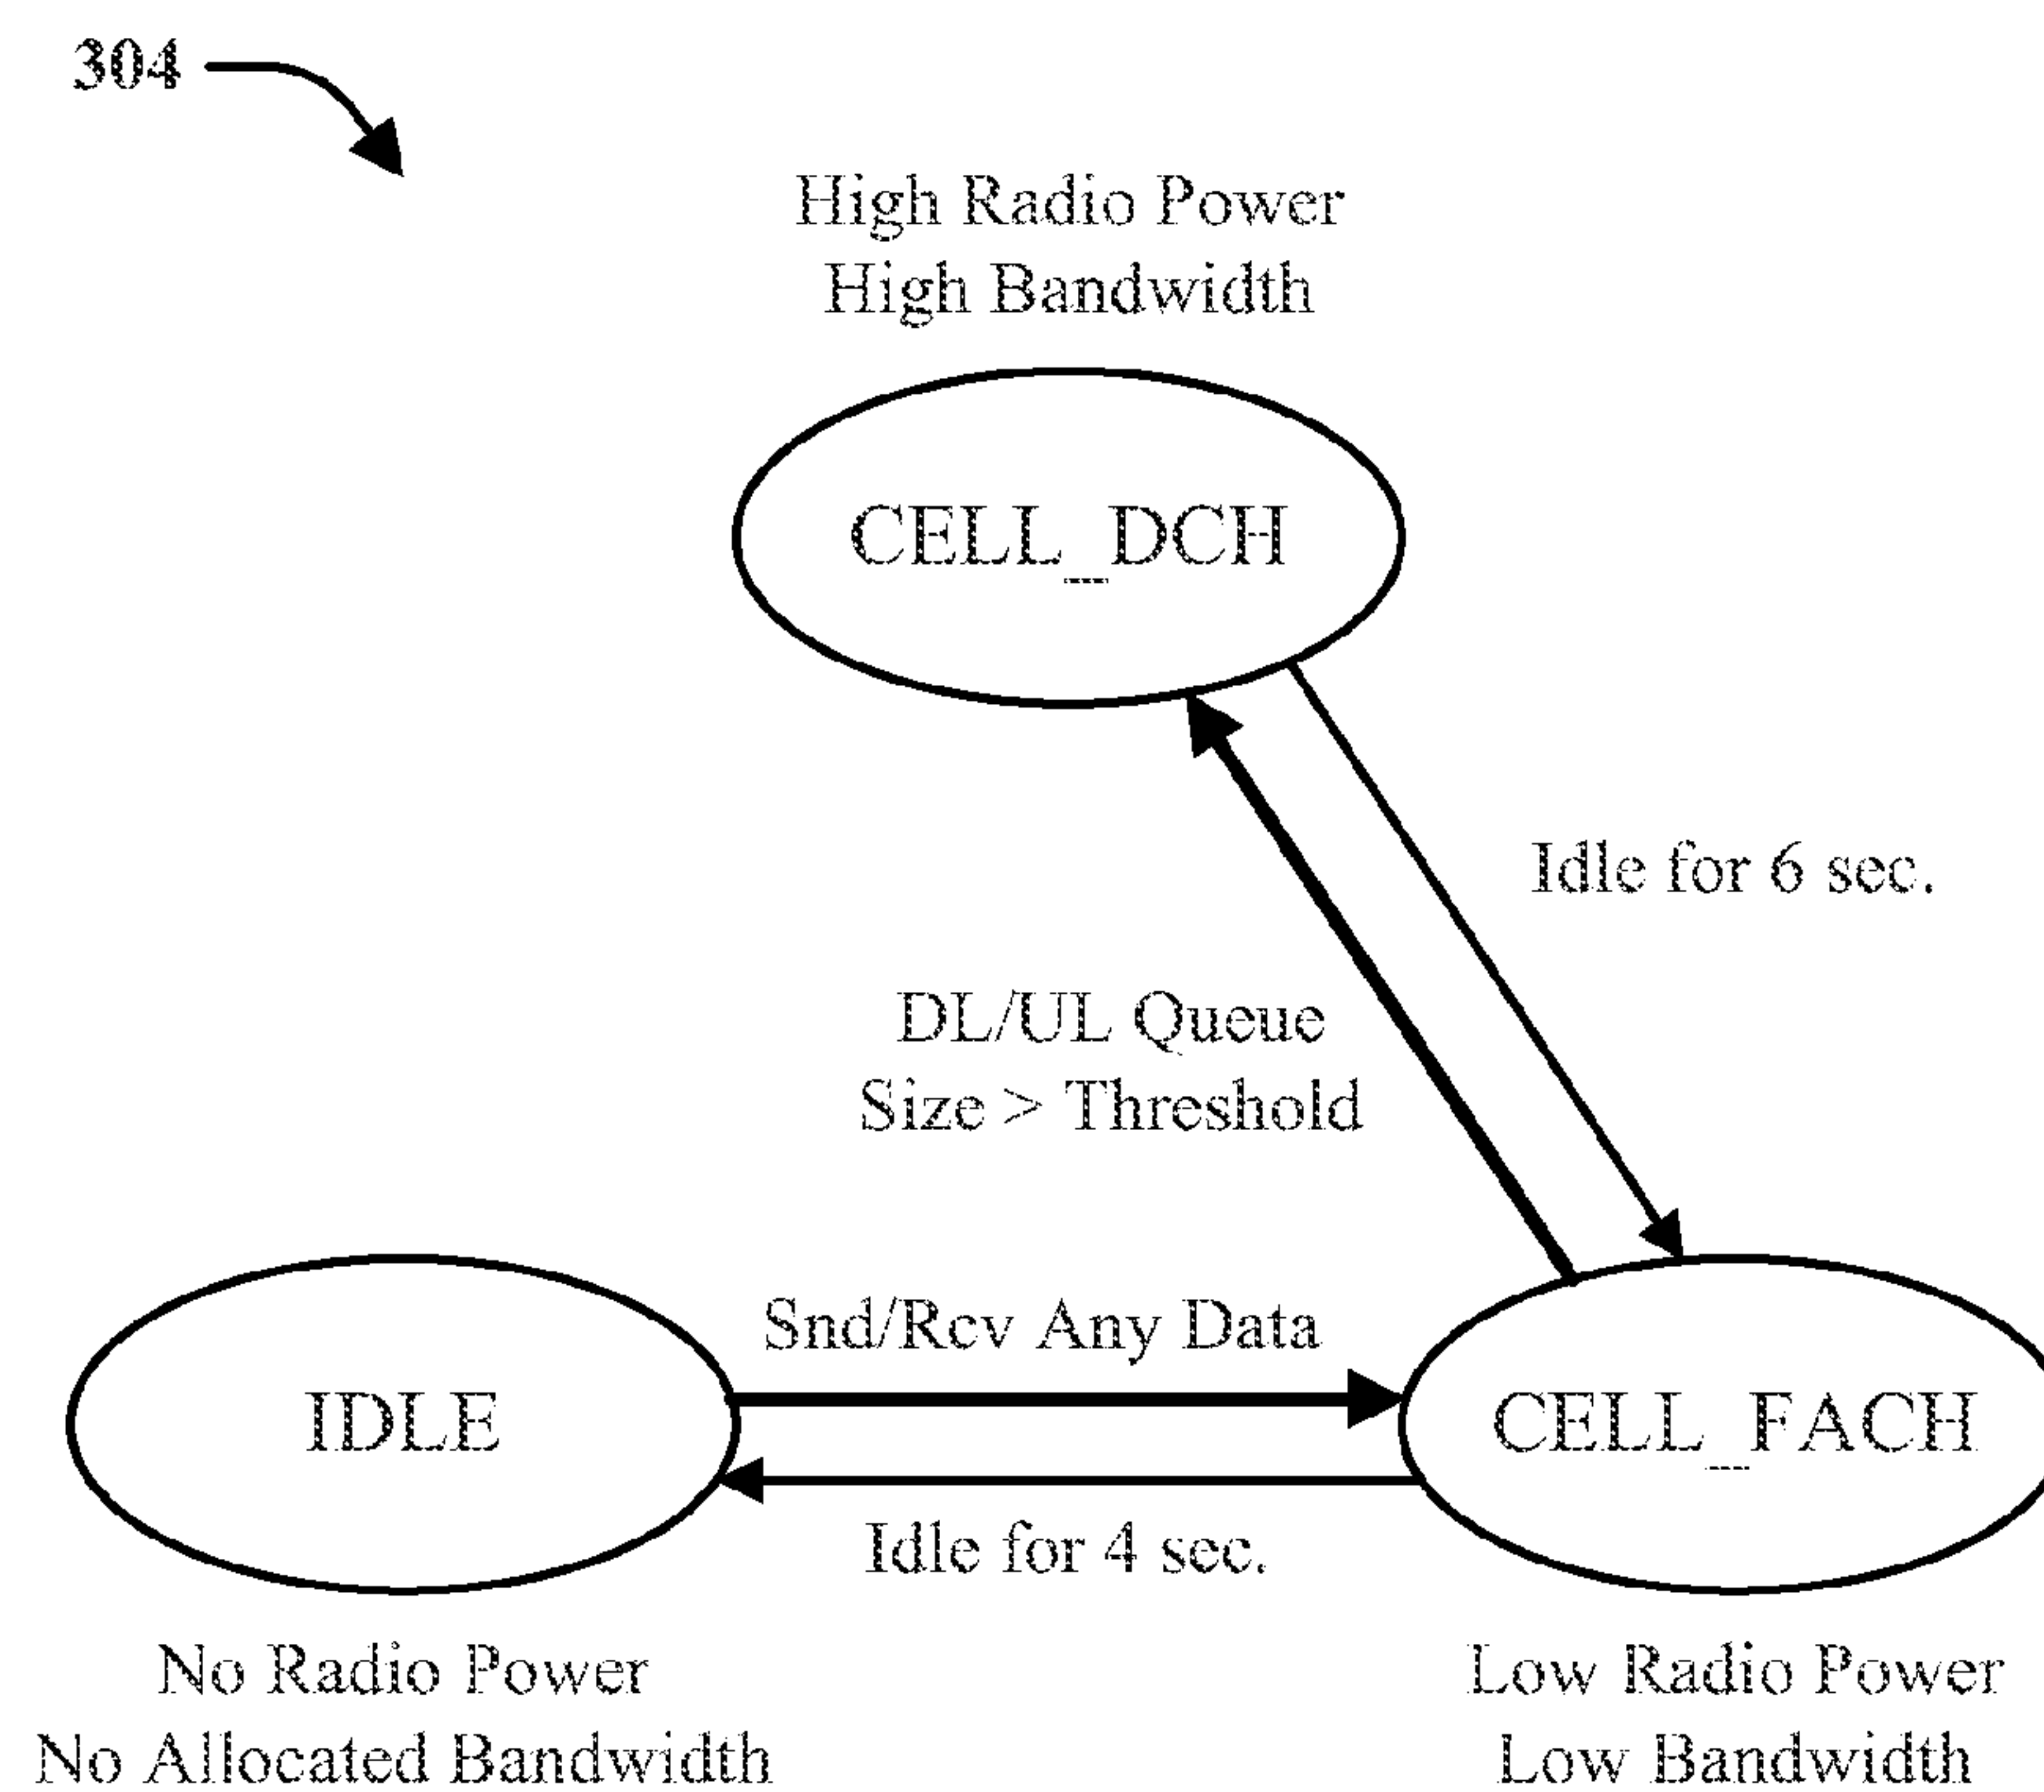 304
High Radio Power
High Bandwidth
CELL_DCH
Idle for 6 sec.
DL/UL Queue
Size > Threshold
Snd/Rcv Any Data
IDLE
CELL_FACH
Idle for 4 sec.
No Radio Power
No Allocated Bandwidth
Low Radio Power
Low Bandwidth